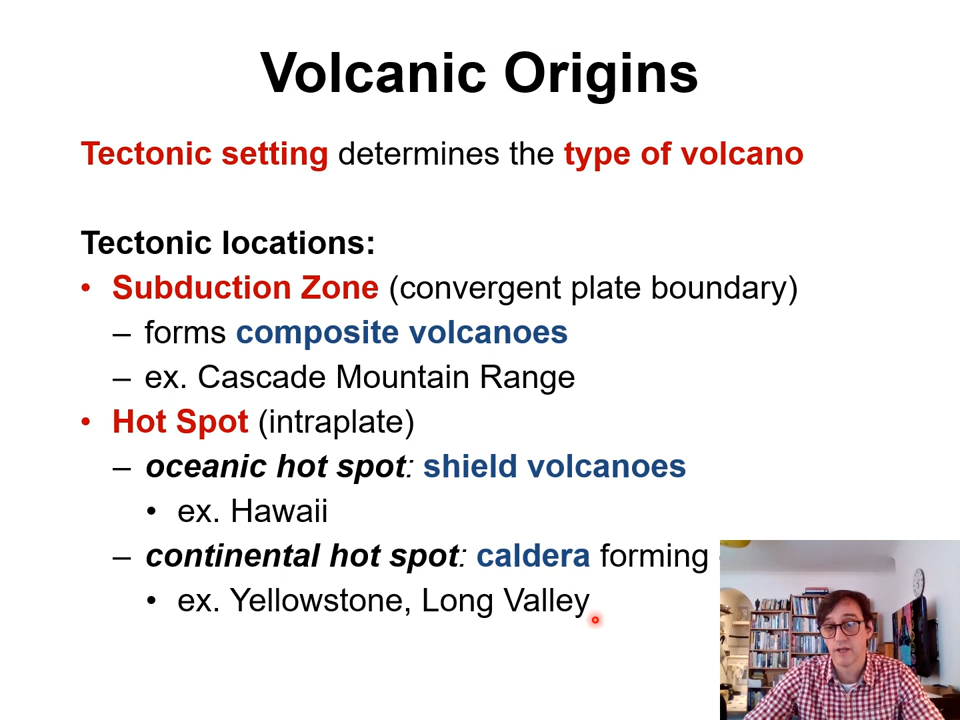 Volcanic Origins
Tectonic setting determines the type of volcano
Tectonic locations:
• Subduction Zone (convergent plate boundary)
– forms composite volcanoes
– ex. Cascade Mountain Range
• Hot Spot (intraplate)
– oceanic hot spot: shield volcanoes
• ex. Hawaii
– continental hot spot: caldera forming
• ex. Yellowstone, Long Valley